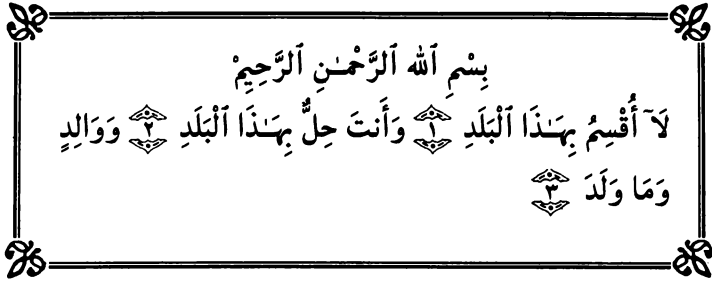 بِسْمِ ٱللَّهِ ٱلرَّحْمَـٰنِ ٱلرَّحِيمْ
لَآ أُقْسِمُ بِهَـٰذَا ٱلْبَلَدِ ١ وَأَنتَ حِلٌّ بِهَـٰذَا ٱلْبَلَدِ ٢ وَوَالِدٍ
وَمَا وَلَدَ ٣